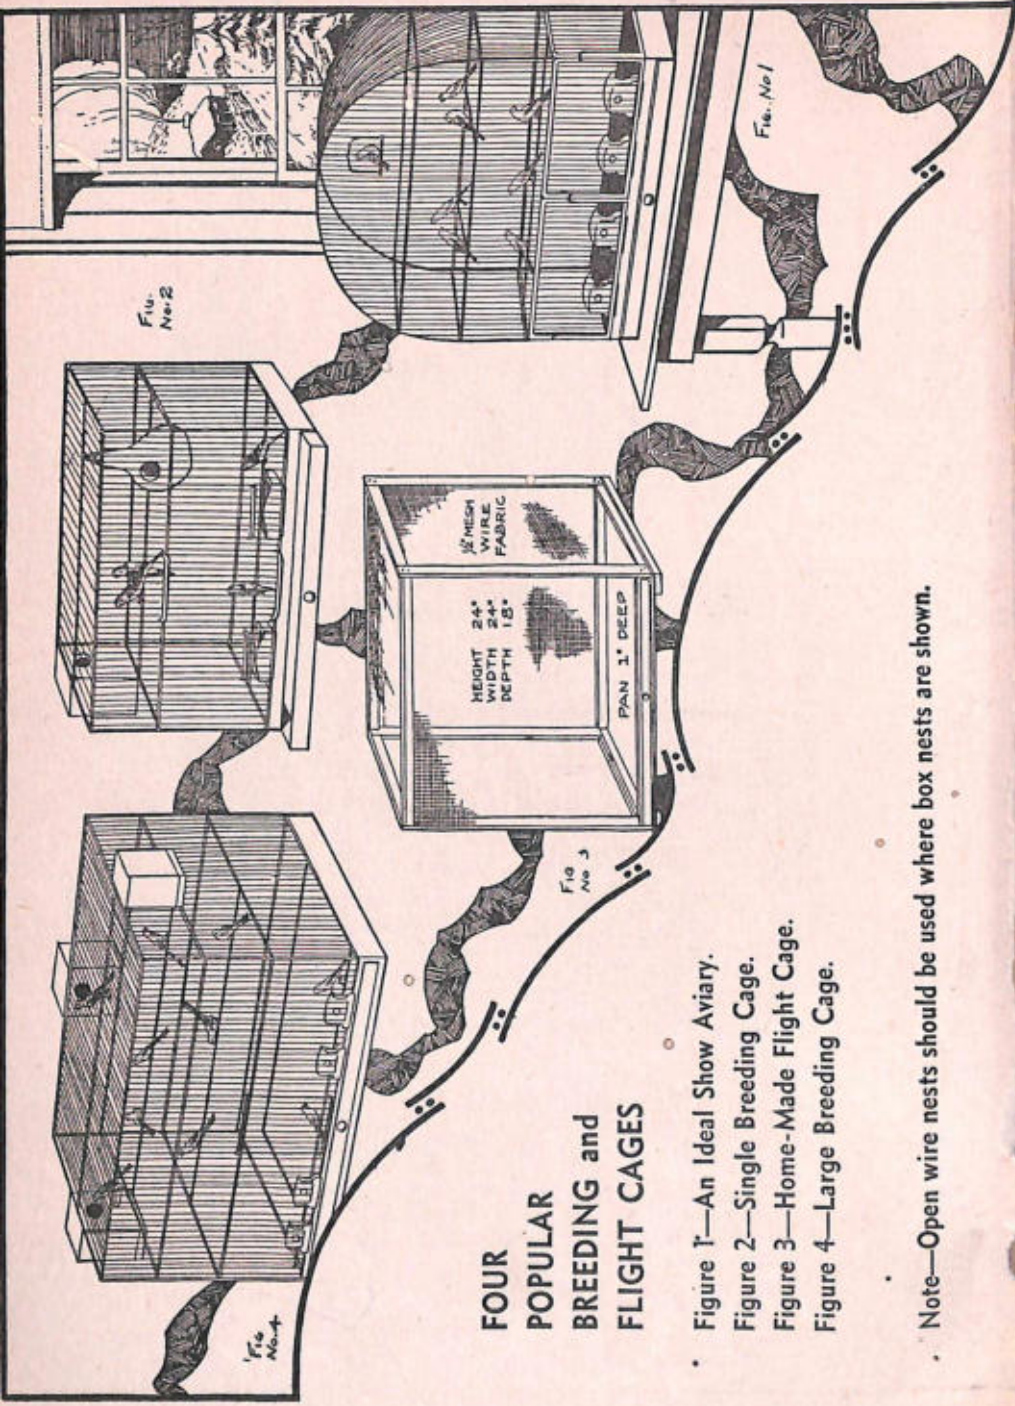 FIG. NO 1
FIG.
NO. 2
½" MESH
WIRE
FABRIC
HEIGHT 24"
WIDTH 24"
DEPTH 18"
PAN 1" DEEP
FIG
NO 3
FIG
NO. 4
FOUR
POPULAR
BREEDING and
FLIGHT CAGES
Figure 1—An Ideal Show Aviary.
Figure 2—Single Breeding Cage.
Figure 3—Home-Made Flight Cage.
Figure 4—Large Breeding Cage.
Note—Open wire nests should be used where box nests are shown.